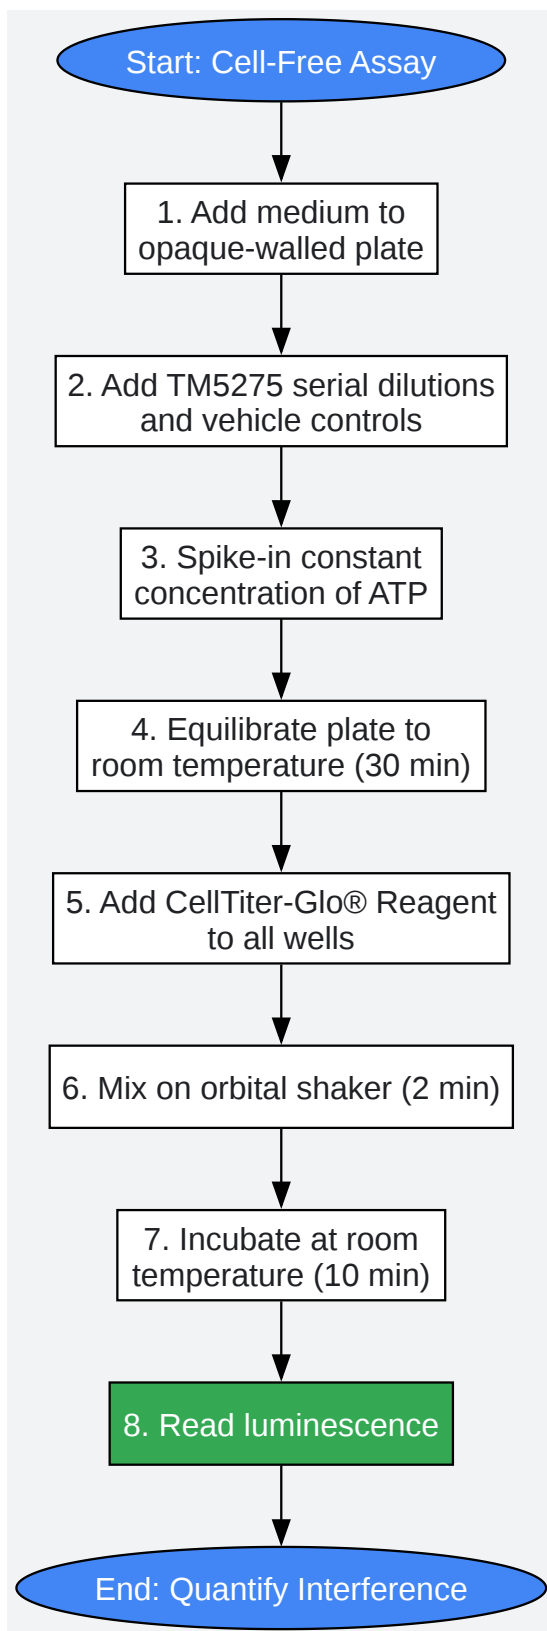 Start: Cell-Free Assay
1. Add medium to
opaque-walled plate
2. Add TM5275 serial dilutions
and vehicle controls
3. Spike-in constant
concentration of ATP
4. Equilibrate plate to
room temperature (30 min)
5. Add CellTiter-Glo® Reagent
to all wells
6. Mix on orbital shaker (2 min)
7. Incubate at room
temperature (10 min)
8. Read luminescence
End: Quantify Interference